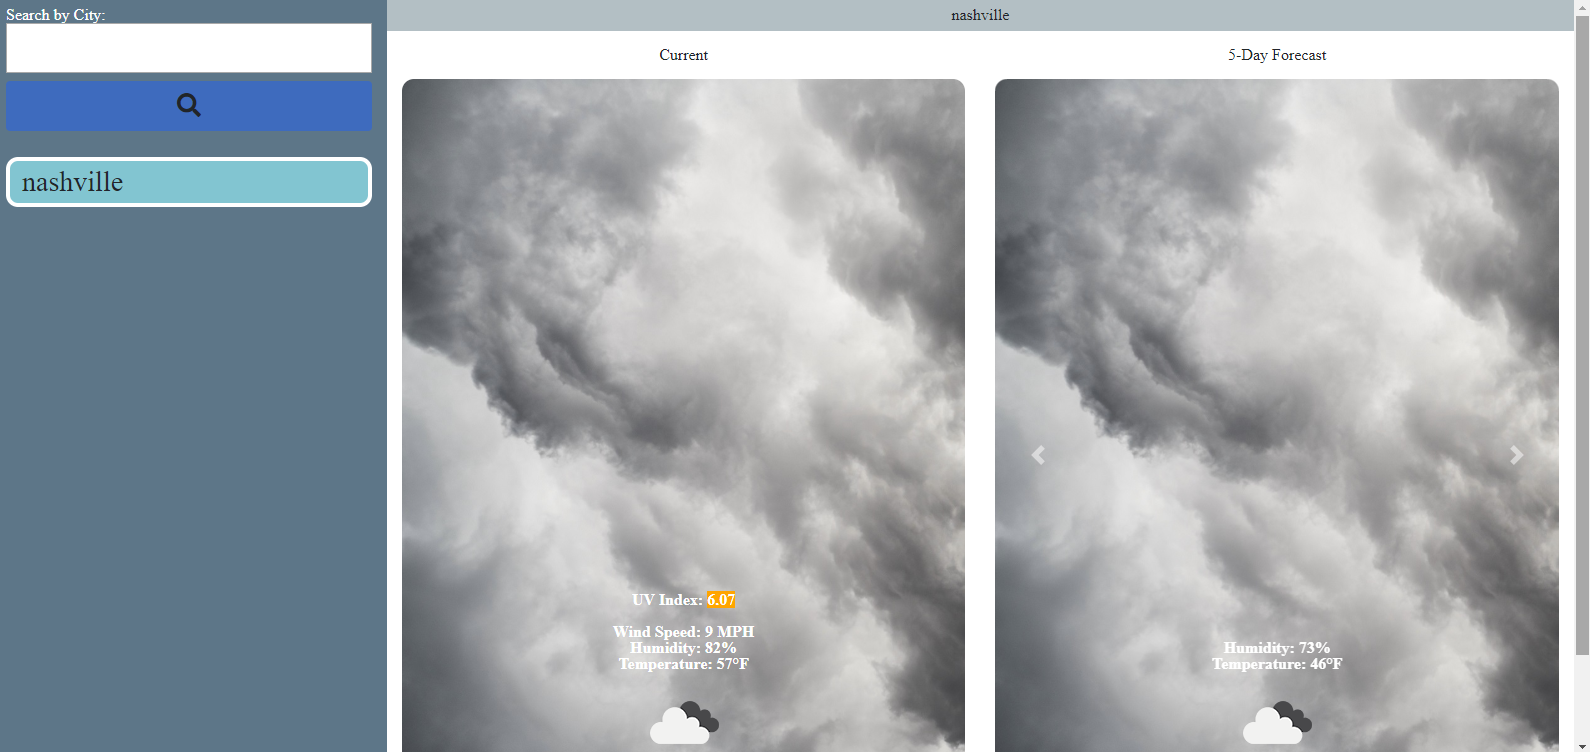 Search by City:
nashville
nashville
Current
5-Day Forecast
UV Index: 6.07
Wind Speed: 9 MPH
Humidity: 82%
Temperature: 57°F
Humidity: 73%
Temperature: 46°F